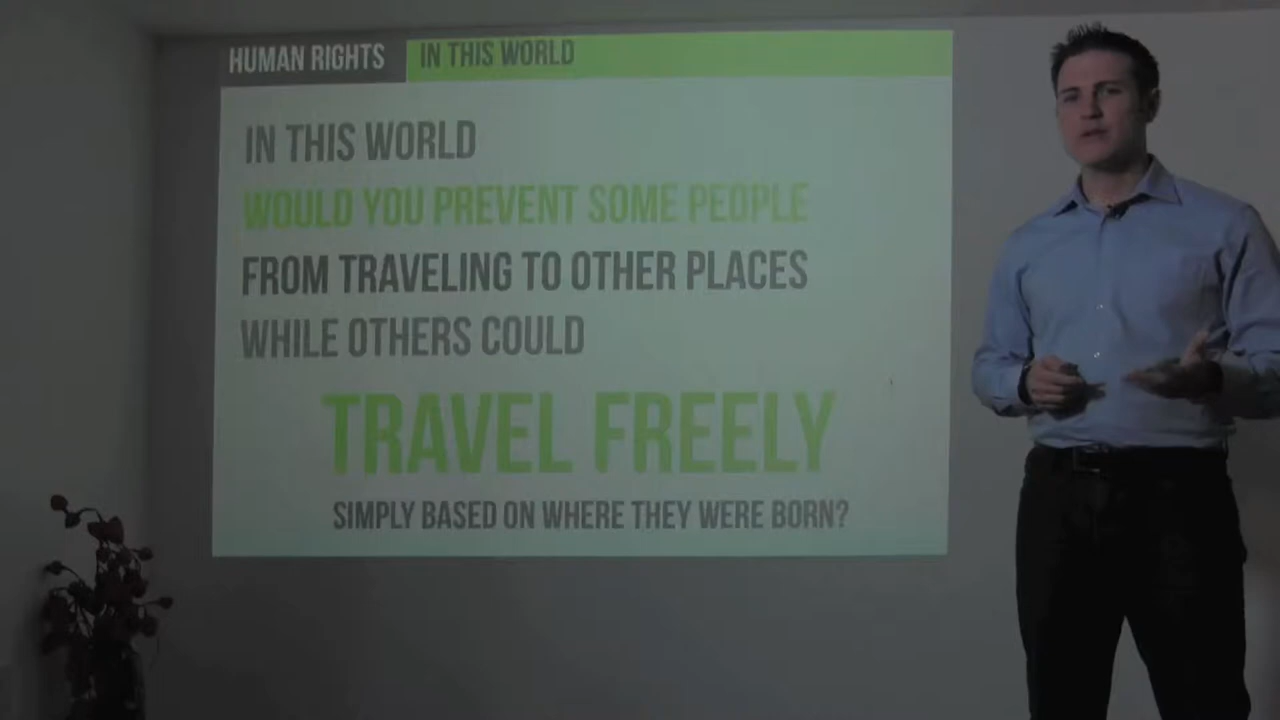 HUMAN RIGHTS IN THIS WORLD
IN THIS WORLD
WOULD YOU PREVENT SOME PEOPLE
FROM TRAVELING TO OTHER PLACES
WHILE OTHERS COULD
TRAVEL FREELY
SIMPLY BASED ON WHERE THEY WERE BORN?